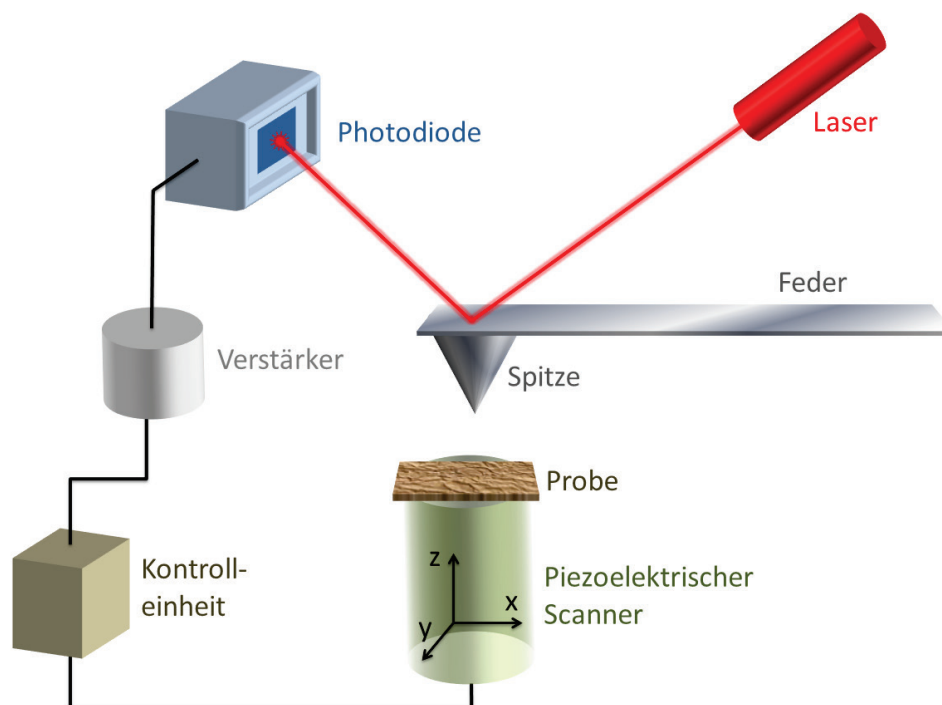 Photodiode
Laser
Feder
Verstärker
Spitze
Probe
Kontroll-
einheit
Piezoelektrischer
Scanner
z
x
y